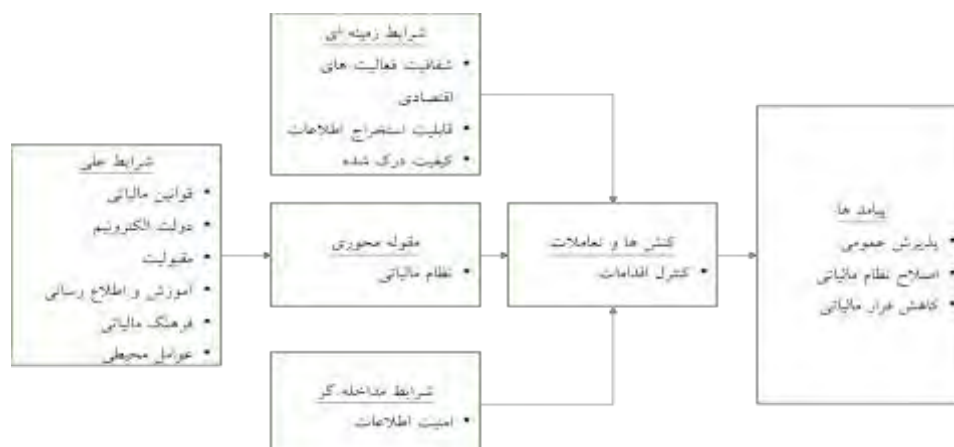 شرایط علی
قوانین مالیاتی
دولت الکترونیم
مقبولیت
آموزش و اطلاع رسانی
فرهنگ مالیاتی
عوامل محیطی
شرایط زمینه ای
شفافیت فعالیت های
اقتصادی
قابلیت استخراج اطلاعات
کیفیت درک شده
مقوله محوری
نظام مالیاتی
شرایط مداخله گر
امنیت اطلاعات
کنش ها و تعاملات
کنترل اقدامات
پیامد ها
پذیرش عمومی
اصلاح نظام مالیاتی
کاهش فرار مالیاتی